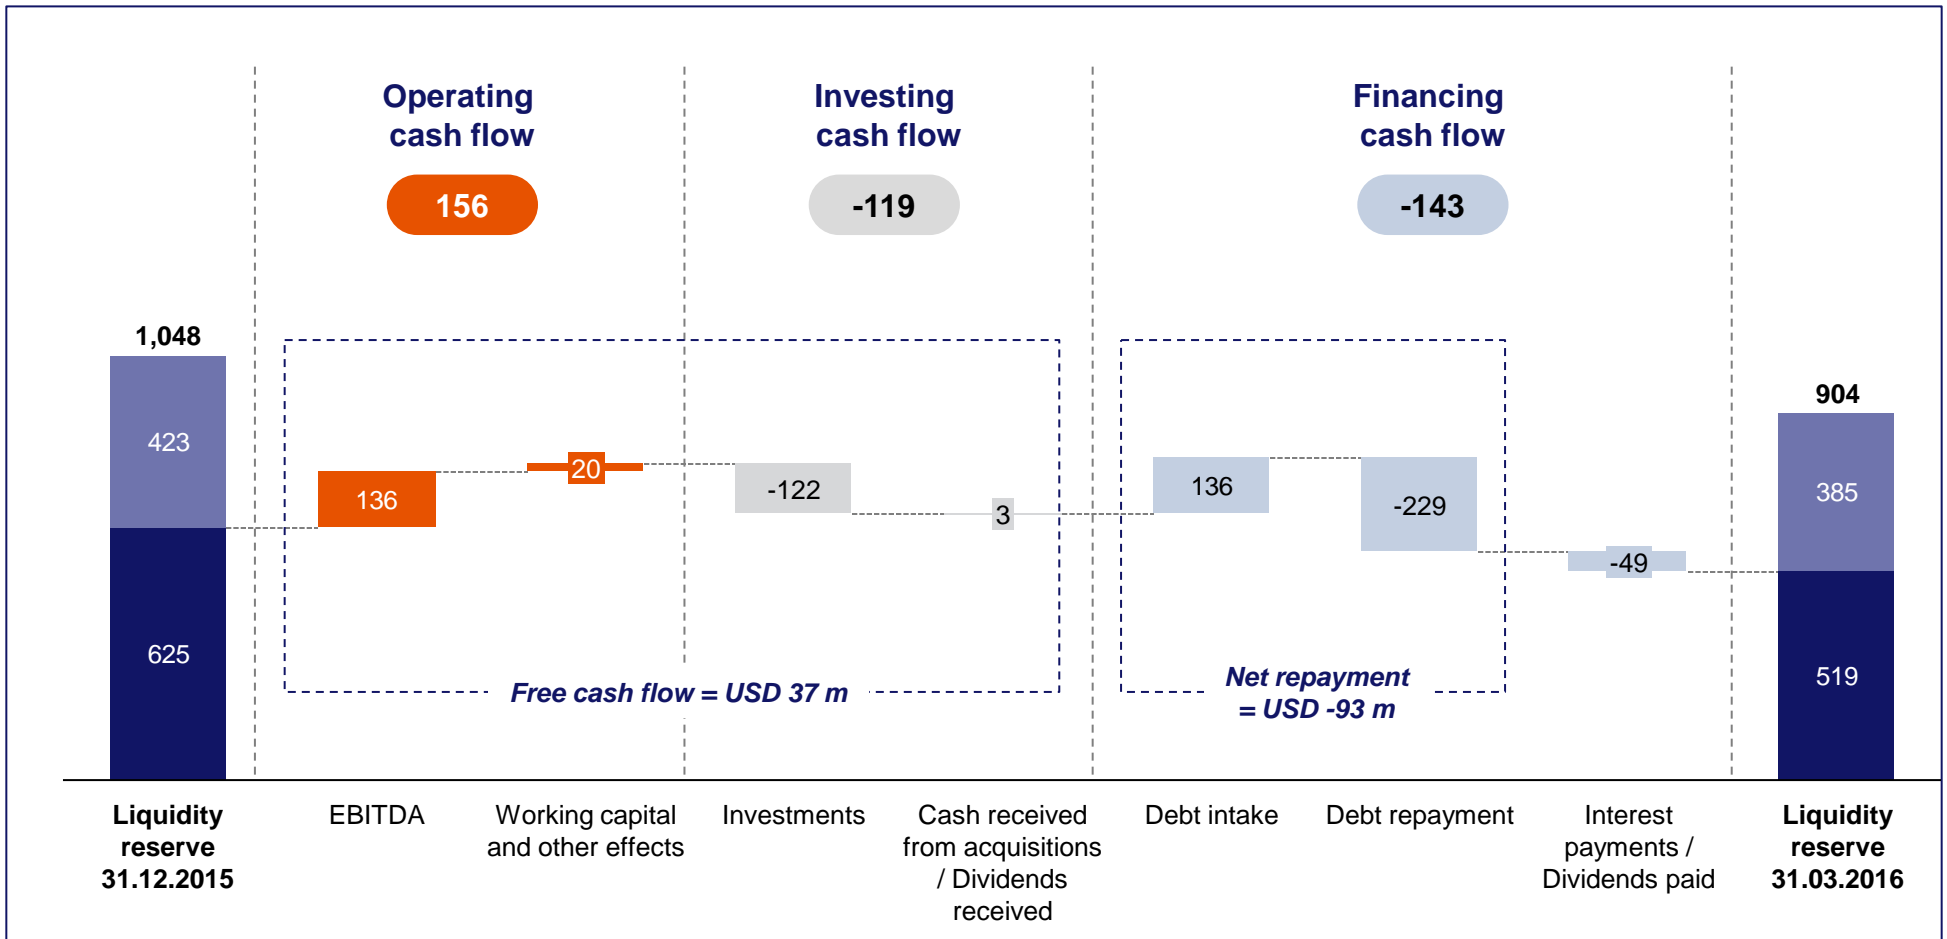 Operating
cash flow
156
Investing
cash flow
-119
Financing
cash flow
-143
1,048
423
625
136
20
-122
3
136
-229
-49
904
385
519
Free cash flow = USD 37 m
Net repayment
= USD -93 m
Liquidity
reserve
31.12.2015
EBITDA
Working capital
and other effects
Investments
Cash received
from acquisitions
/ Dividends
received
Debt intake
Debt repayment
Interest
payments /
Dividends paid
Liquidity
reserve
31.03.2016